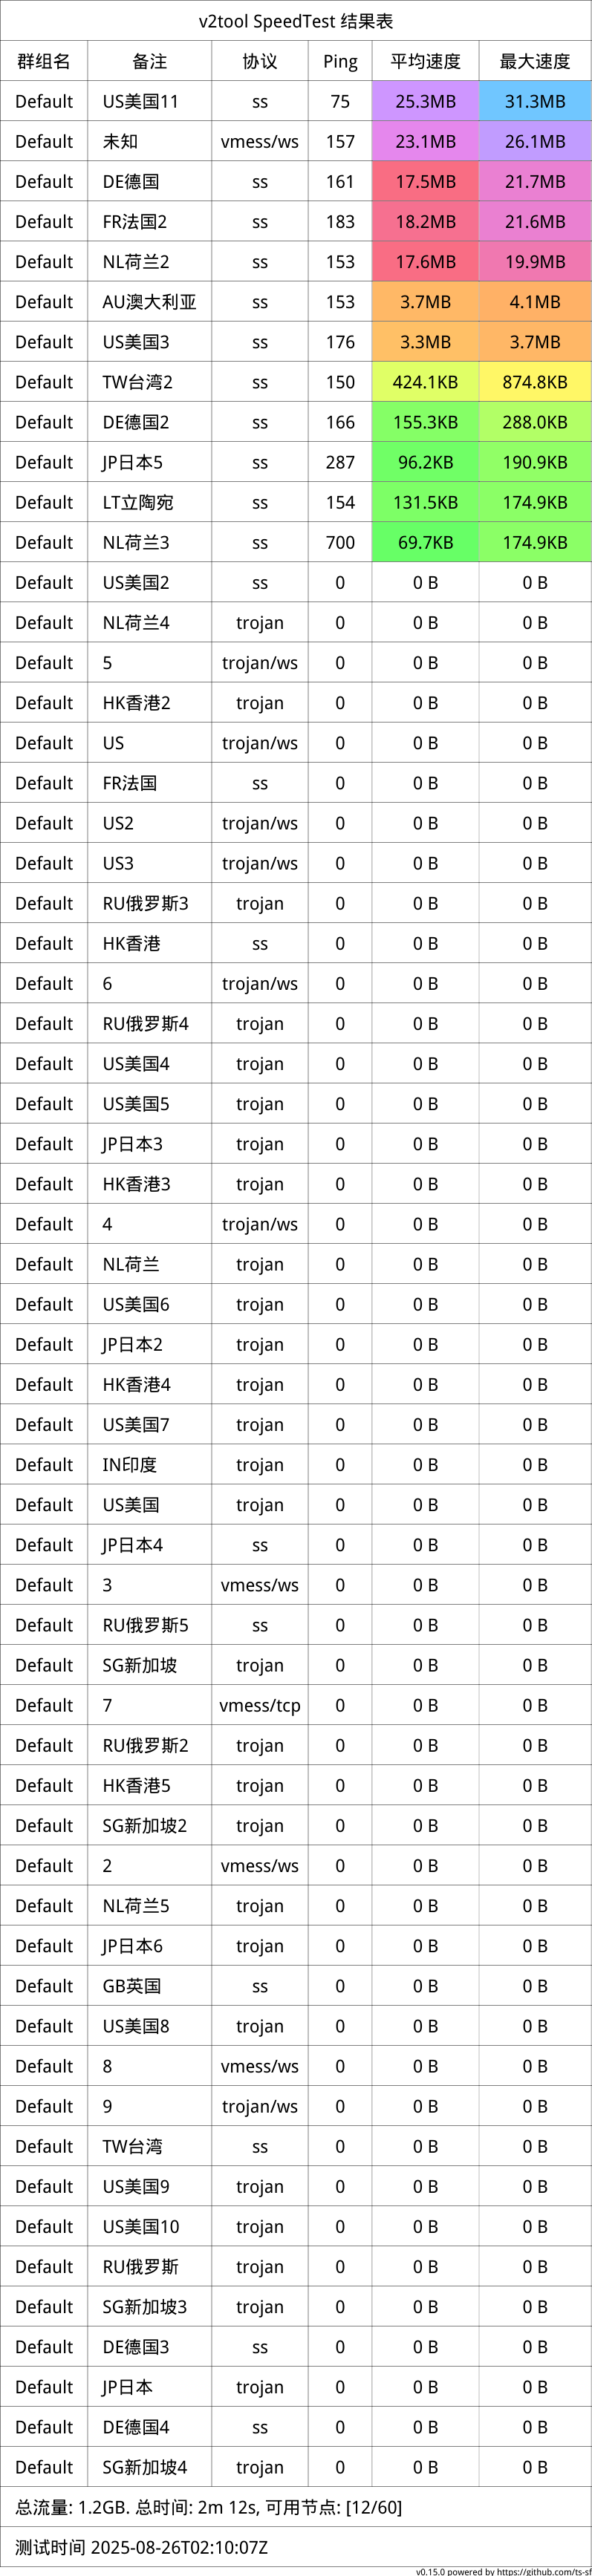 v2tool SpeedTest 结果表
群组名 备注 协议 Ping 平均速度 最大速度
Default US美国11 ss 75 25.3MB 31.3MB
Default 未知 vmess/ws 157 23.1MB 26.1MB
Default DE德国 ss 161 17.5MB 21.7MB
Default FR法国2 ss 183 18.2MB 21.6MB
Default NL荷兰2 ss 153 17.6MB 19.9MB
Default AU澳大利亚 ss 153 3.7MB 4.1MB
Default US美国3 ss 176 3.3MB 3.7MB
Default TW台湾2 ss 150 424.1KB 874.8KB
Default DE德国2 ss 166 155.3KB 288.0KB
Default JP日本5 ss 287 96.2KB 190.9KB
Default LT立陶宛 ss 154 131.5KB 174.9KB
Default NL荷兰3 ss 700 69.7KB 174.9KB
Default US美国2 ss 0 0 B 0 B
Default NL荷兰4 trojan 0 0 B 0 B
Default 5 trojan/ws 0 0 B 0 B
Default HK香港2 trojan 0 0 B 0 B
Default US trojan/ws 0 0 B 0 B
Default FR法国 ss 0 0 B 0 B
Default US2 trojan/ws 0 0 B 0 B
Default US3 trojan/ws 0 0 B 0 B
Default RU俄罗斯3 trojan 0 0 B 0 B
Default HK香港 ss 0 0 B 0 B
Default 6 trojan/ws 0 0 B 0 B
Default RU俄罗斯4 trojan 0 0 B 0 B
Default US美国4 trojan 0 0 B 0 B
Default US美国5 trojan 0 0 B 0 B
Default JP日本3 trojan 0 0 B 0 B
Default HK香港3 trojan 0 0 B 0 B
Default 4 trojan/ws 0 0 B 0 B
Default NL荷兰 trojan 0 0 B 0 B
Default US美国6 trojan 0 0 B 0 B
Default JP日本2 trojan 0 0 B 0 B
Default HK香港4 trojan 0 0 B 0 B
Default US美国7 trojan 0 0 B 0 B
Default IN印度 trojan 0 0 B 0 B
Default US美国 trojan 0 0 B 0 B
Default JP日本4 ss 0 0 B 0 B
Default 3 vmess/ws 0 0 B 0 B
Default RU俄罗斯5 ss 0 0 B 0 B
Default SG新加坡 trojan 0 0 B 0 B
Default 7 vmess/tcp 0 0 B 0 B
Default RU俄罗斯2 trojan 0 0 B 0 B
Default HK香港5 trojan 0 0 B 0 B
Default SG新加坡2 trojan 0 0 B 0 B
Default 2 vmess/ws 0 0 B 0 B
Default NL荷兰5 trojan 0 0 B 0 B
Default JP日本6 trojan 0 0 B 0 B
Default GB英国 ss 0 0 B 0 B
Default US美国8 trojan 0 0 B 0 B
Default 8 vmess/ws 0 0 B 0 B
Default 9 trojan/ws 0 0 B 0 B
Default TW台湾 ss 0 0 B 0 B
Default US美国9 trojan 0 0 B 0 B
Default US美国10 trojan 0 0 B 0 B
Default RU俄罗斯 trojan 0 0 B 0 B
Default SG新加坡3 trojan 0 0 B 0 B
Default DE德国3 ss 0 0 B 0 B
Default JP日本 trojan 0 0 B 0 B
Default DE德国4 ss 0 0 B 0 B
Default SG新加坡4 trojan 0 0 B 0 B
总流量: 1.2GB. 总时间: 2m 12s, 可用节点: [12/60]
测试时间 2025-08-26T02:10:07Z
v0.15.0 powered by https://github.com/ts-sf